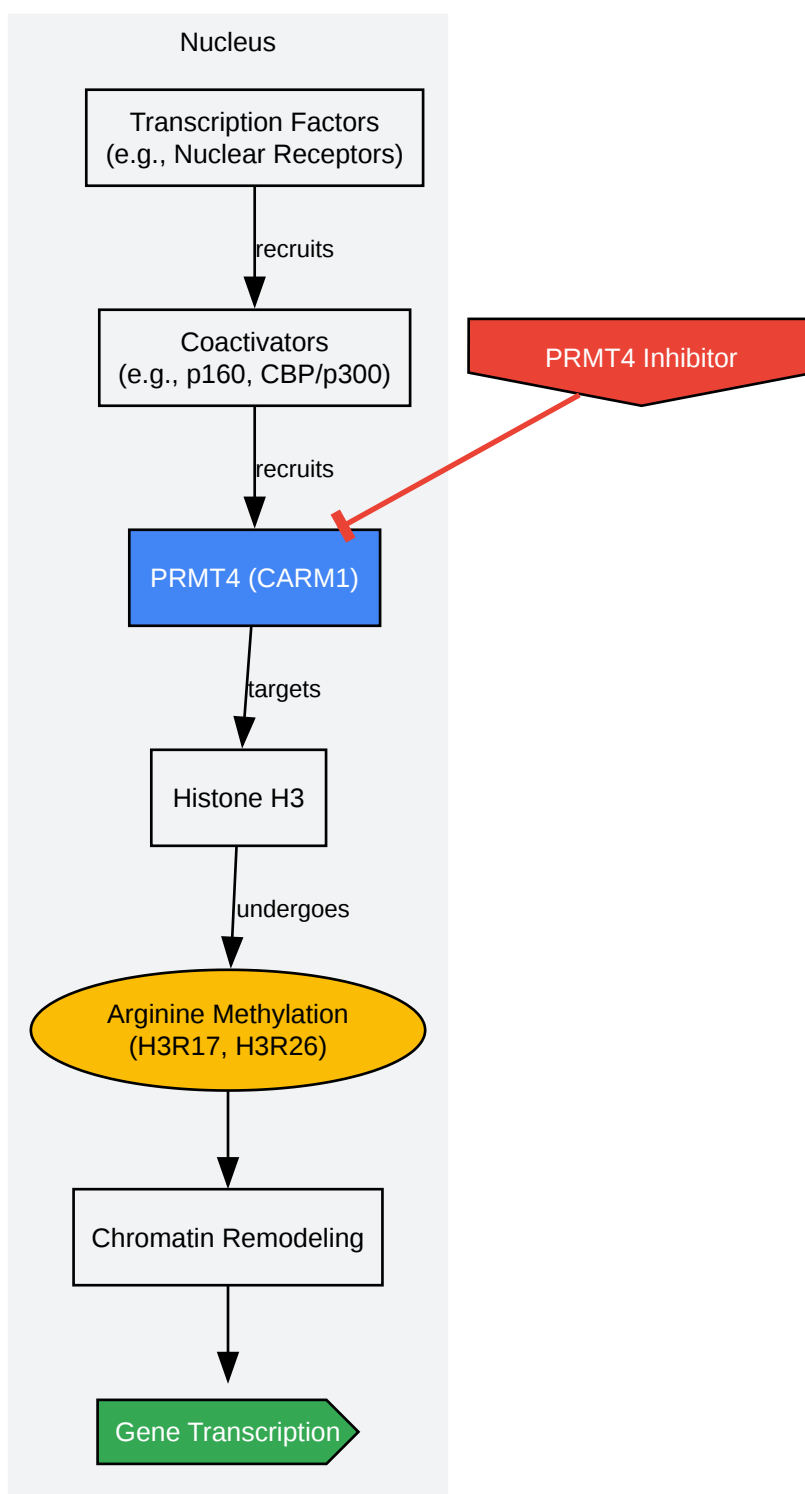 Nucleus
Transcription Factors
(e.g., Nuclear Receptors)
recruits
Coactivators
(e.g., p160, CBP/p300)
PRMT4 Inhibitor
recruits
PRMT4 (CARM1)
targets
Histone H3
undergoes
Arginine Methylation
(H3R17, H3R26)
Chromatin Remodeling
Gene Transcription